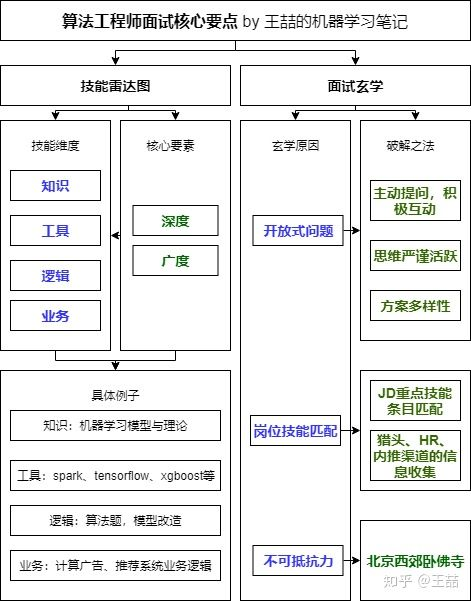 算法工程师面试核心要点 by 王喆的机器学习笔记
技能雷达图
面试玄学
技能维度
核心要素
玄学原因
破解之法
知识
工具
逻辑
业务
深度
广度
开放式问题
主动提问，积
极互动
思维严谨活跃
方案多样性
具体例子
知识：机器学习模型与理论
工具：spark、tensorflow、xgboost等
逻辑：算法题，模型改造
业务：计算广告、推荐系统业务逻辑
岗位技能匹配
JD重点技能
条目匹配
猎头、HR、
内推渠道的信
息收集
不可抵抗力
北京西郊卧佛寺
知乎 @王喆